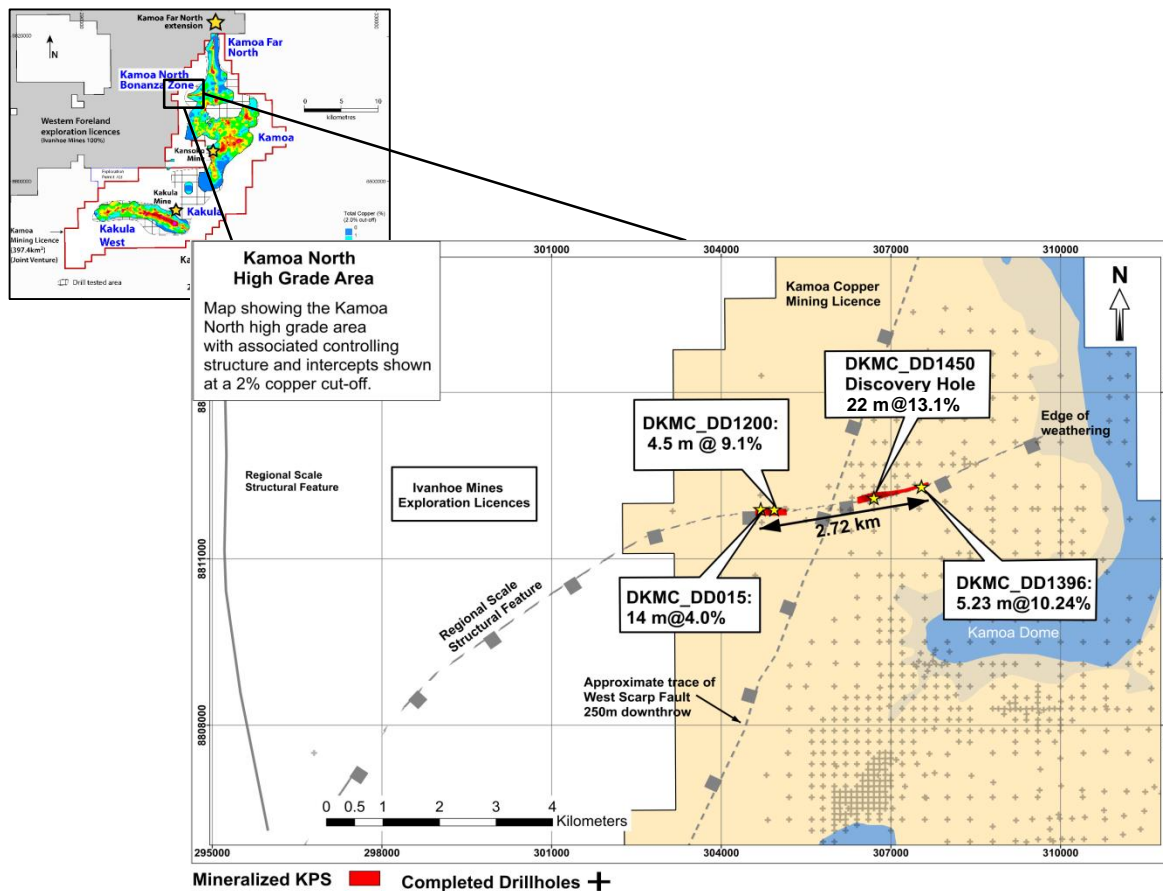 Kamoa Far North
extension
Kamoa Far
North
N
Kamoa North
Bonanza Zone
0 5 10
kilometres
Western Foreland
exploration licences
(Ivanhoe Mines 100%)
Kamoa
Kansoko
Mine
Kakula
Mine
Kakula
Kakula
West
Total Copper (%)
(2.0% cut-off)
0
1
Kamoa
Mining Licence
(397.4km²)
(Joint Venture)
Drill tested area
Kamoa North
High Grade Area
Map showing the Kamoa
North high grade area
with associated controlling
structure and intercepts shown
at a 2% copper cut-off.
301000 304000 307000 310000
Kamoa Copper
Mining Licence
N
DKMC_DD1450
Discovery Hole
22 m@13.1%
DKMC_DD1200:
4.5 m @ 9.1%
Edge of
weathering
Regional Scale
Structural Feature
Ivanhoe Mines
Exploration Licences
2.72 km
8811000
DKMC_DD015:
14 m@4.0%
DKMC_DD1396:
5.23 m@10.24%
Kamoa Dome
Regional Scale
Structural Feature
Approximate trace of
West Scarp Fault
250m downthrow
8808000
0 0.5 1 2 3 4
Kilometers
295000 298000 301000 304000 307000 310000
Mineralized KPS Completed Drillholes